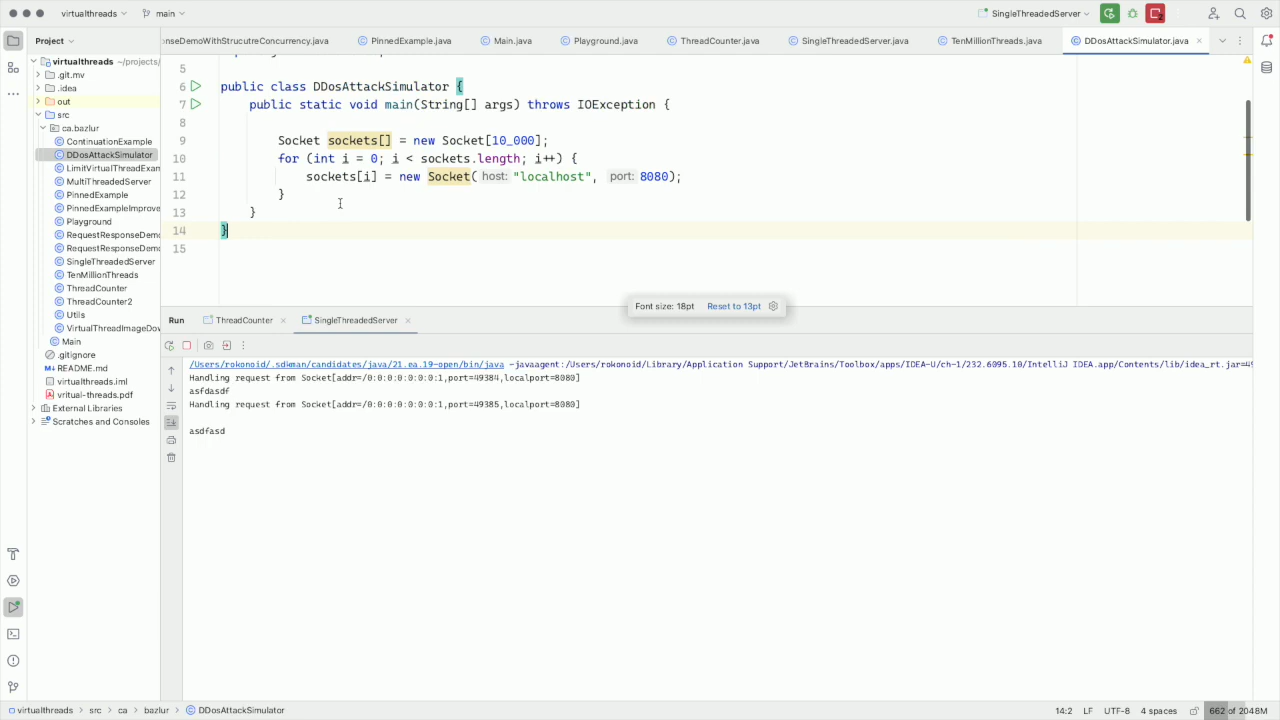 virtualthreads main SingleThreadedServer
Project
onseDemoWithStrucutreConcurrency.java PinnedExample.java Main.java Playground.java ThreadCounter.java SingleThreadedServer.java TenMillionThreads.java DDosAttackSimulator.java
virtualthreads ~/projects/
.git.mv
.idea
out
src
ca.bazlur
ContinuationExample
DDosAttackSimulator
LimitVirtualThreadExam
MultiThreadedServer
PinnedExample
PinnedExampleImprove
Playground
RequestResponseDemo
RequestResponseDemo
SingleThreadedServer
TenMillionThreads
ThreadCounter
ThreadCounter2
Utils
VirtualThreadImageDow
Main
.gitignore
README.md
virtualthreads.iml
vritual-threads.pdf
External Libraries
Scratches and Consoles
5
6 public class DDosAttackSimulator {
7 public static void main(String[] args) throws IOException {
8
9 Socket sockets[] = new Socket[10_000];
10 for (int i = 0; i < sockets.length; i++) {
11 sockets[i] = new Socket( host: "localhost", port: 8080);
12 }
13 }
14 }
15
Font size: 18pt Reset to 13pt
Run ThreadCounter SingleThreadedServer
/Users/rokonoid/.sdkman/candidates/java/21.ea.19-open/bin/java -javaagent:/Users/rokonoid/Library/Application Support/JetBrains/Toolbox/apps/IDEA-U/ch-1/232.6095.10/IntelliJ IDEA.app/Contents/lib/idea_rt.jar=49
Handling request from Socket[addr=/0:0:0:0:0:0:0:1,port=49384,localport=8080]
asfdasdf
Handling request from Socket[addr=/0:0:0:0:0:0:0:1,port=49385,localport=8080]
asdfasd
virtualthreads src ca bazlur DDosAttackSimulator 14:2 LF UTF-8 4 spaces 662 of 2048M